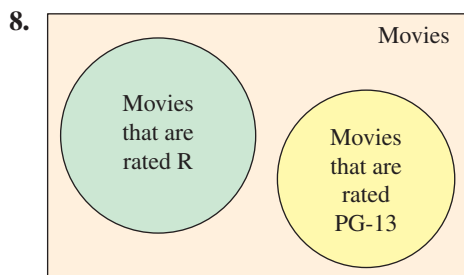 8.
Movies
Movies
that are
rated R
Movies
that are
rated
PG-13